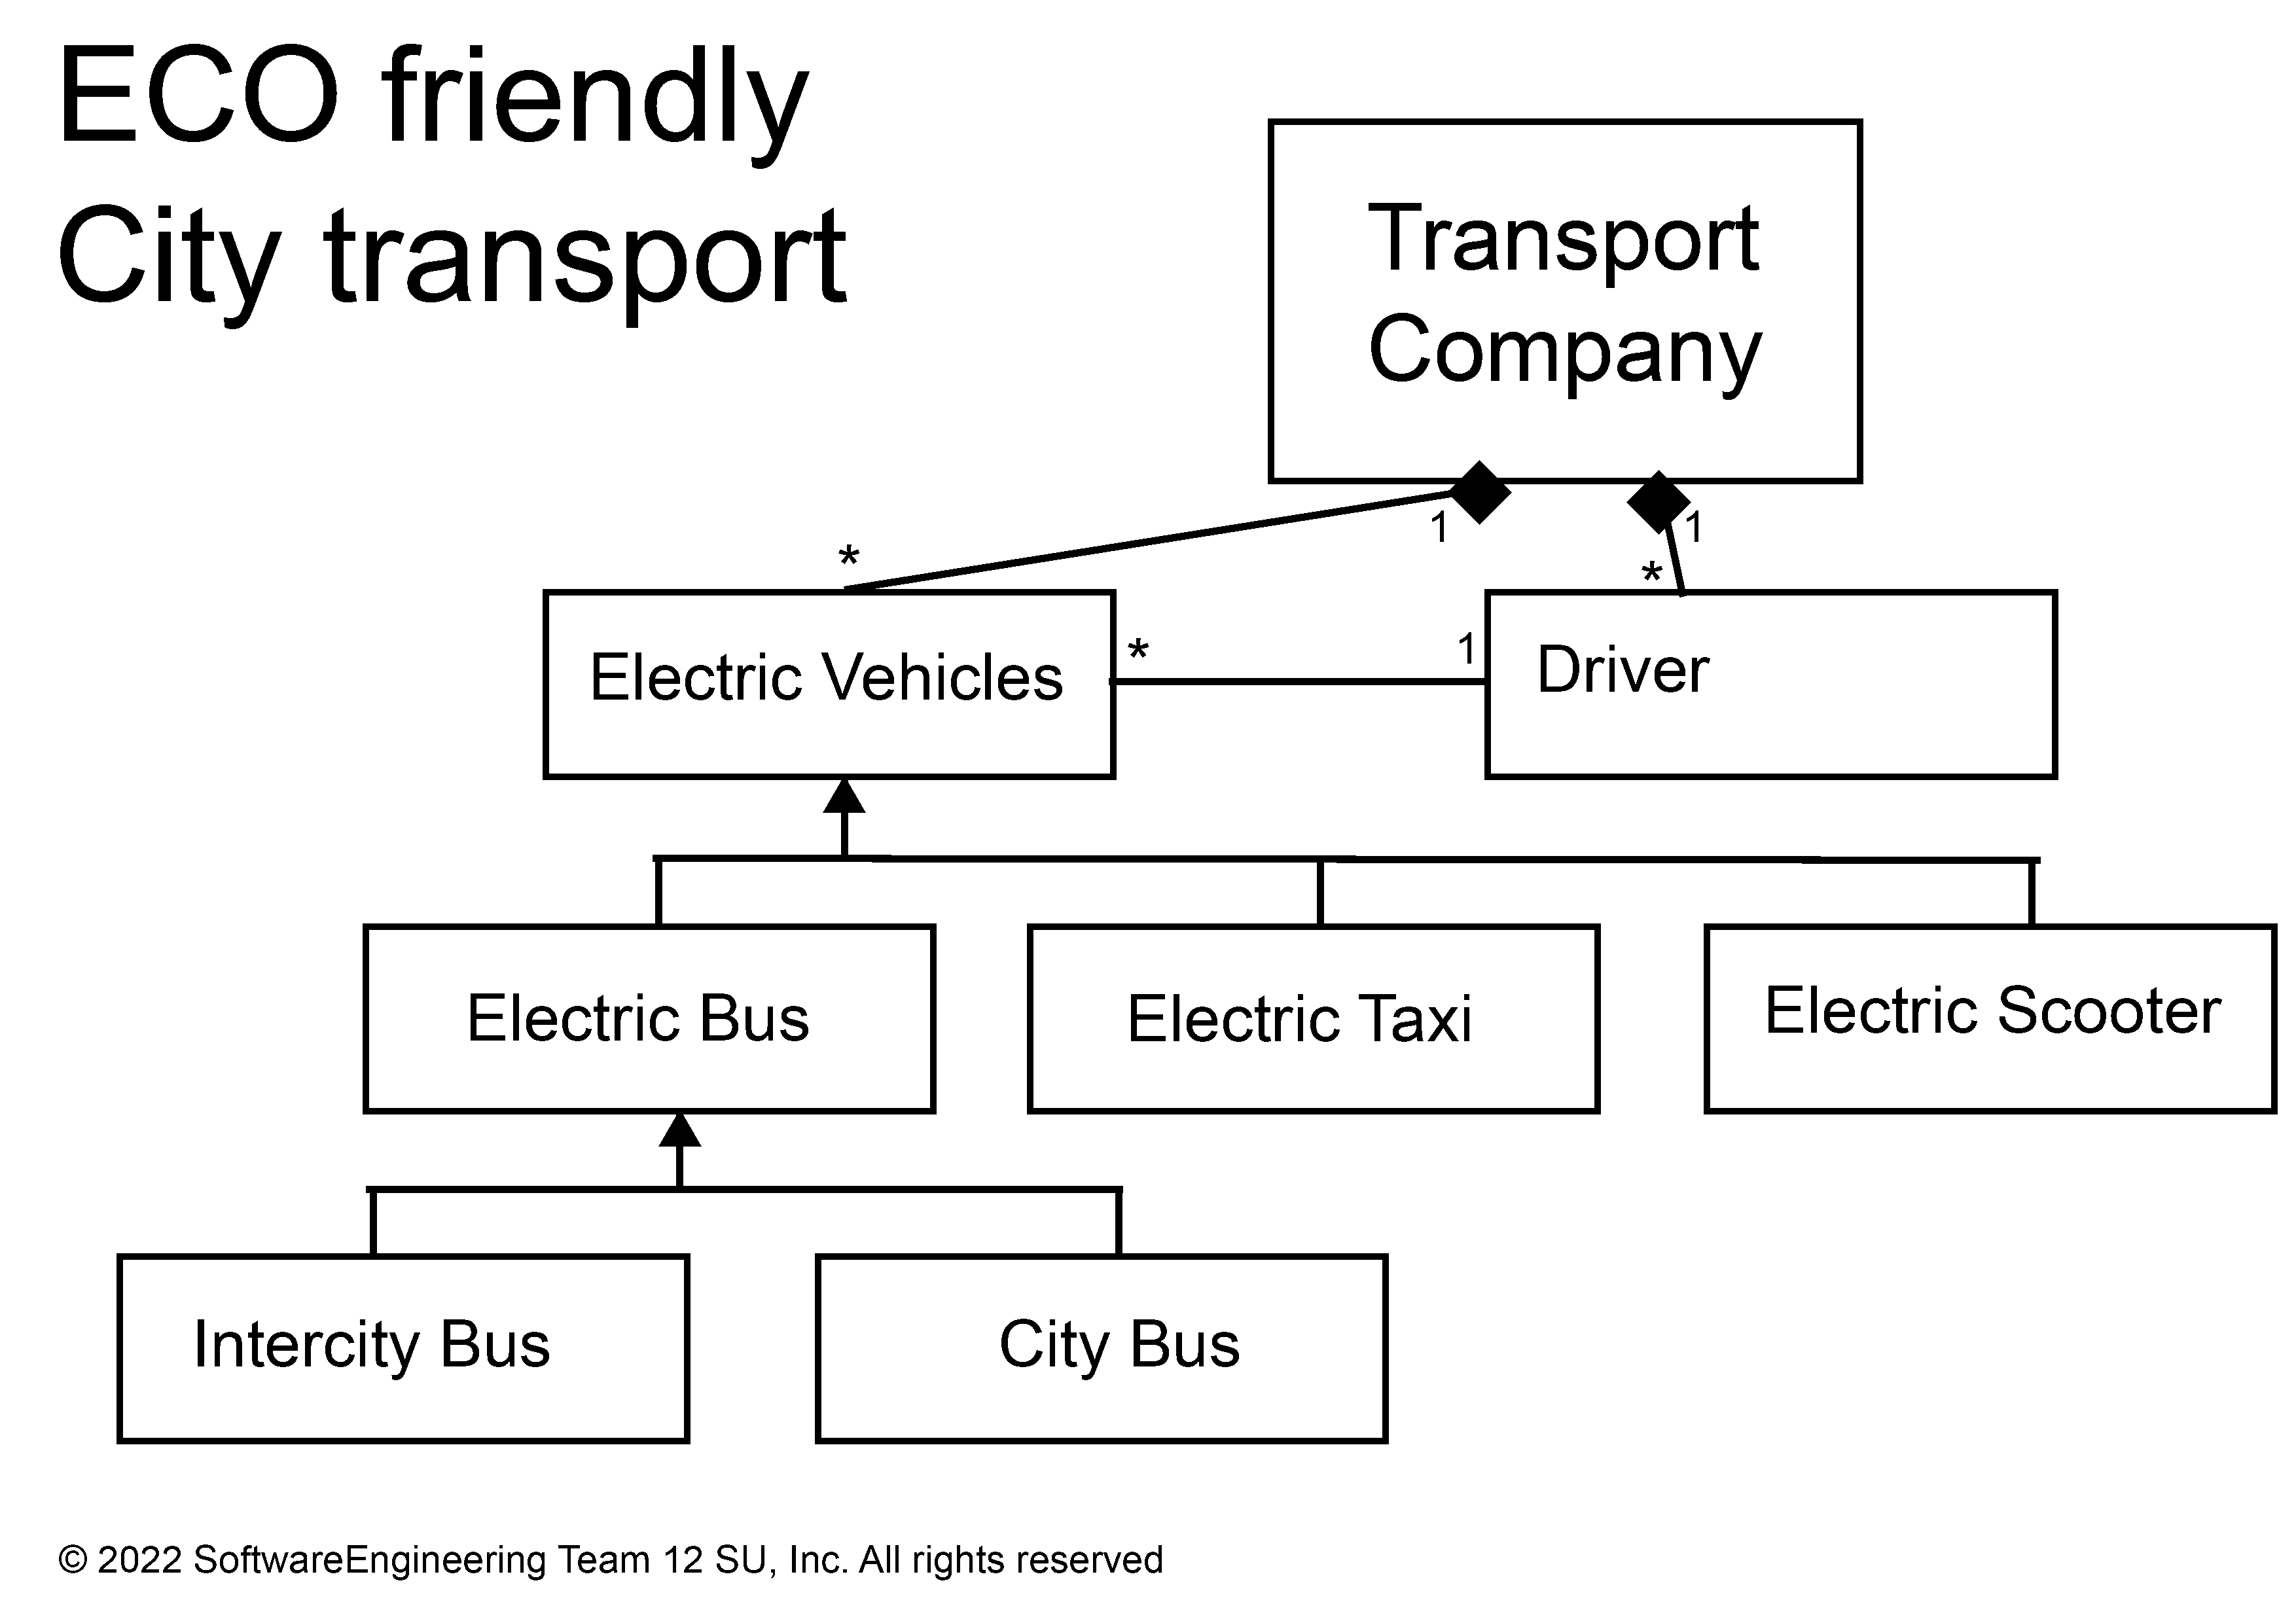 ECO friendly
City transport
Transport
Company
1
1
*
*
Electric Vehicles
*
1
Driver
Electric Bus
Electric Taxi
Electric Scooter
Intercity Bus
City Bus
© 2022 SoftwareEngineering Team 12 SU, Inc. All rights reserved